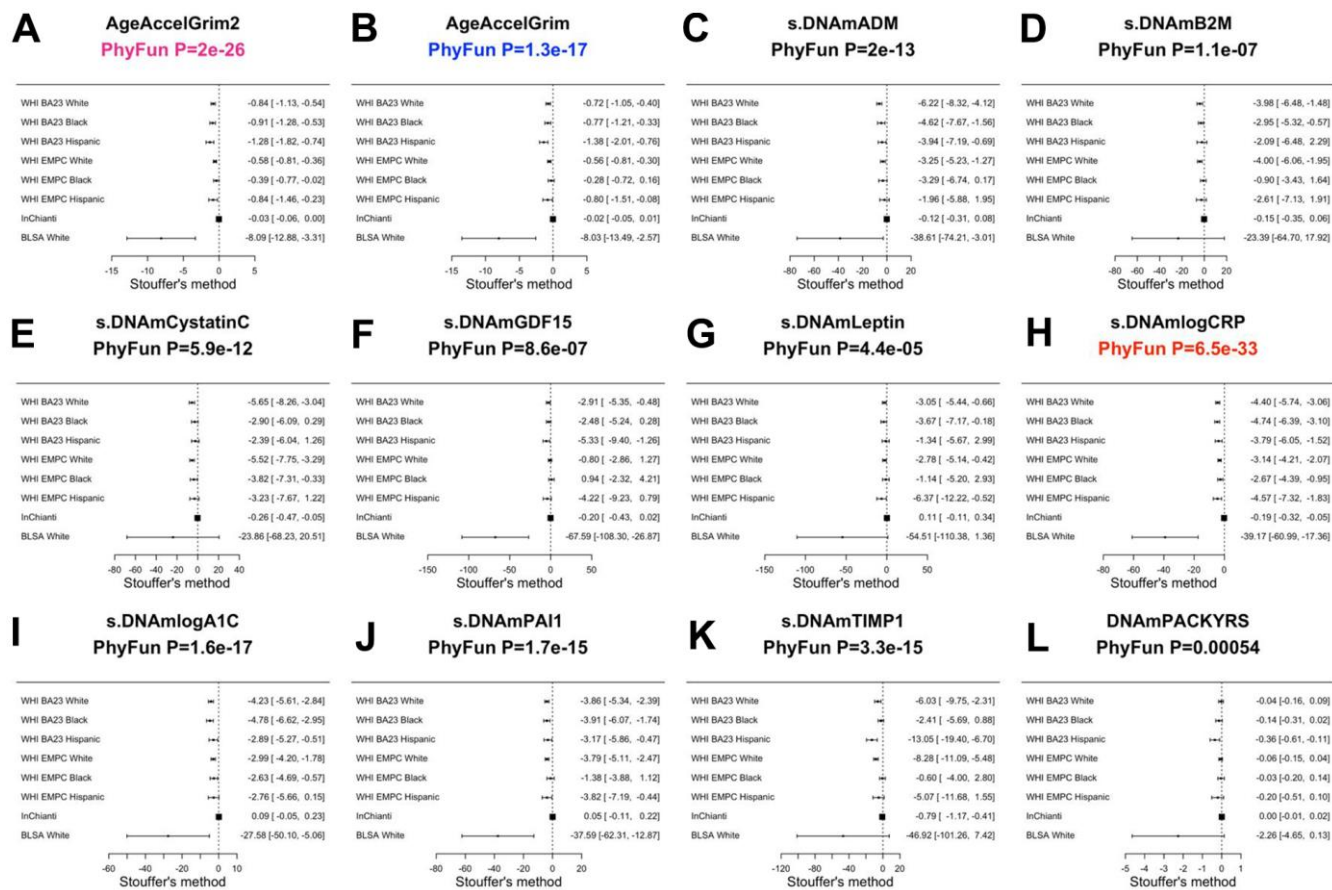 A
AgeAccelGrim2
PhyFun P=2e-26
WHI BA23 White -0.84 [ -1.13, -0.54]
WHI BA23 Black -0.91 [ -1.28, -0.53]
WHI BA23 Hispanic -1.28 [ -1.82, -0.74]
WHI EMPC White -0.58 [ -0.81, -0.36]
WHI EMPC Black -0.39 [ -0.77, -0.02]
WHI EMPC Hispanic -0.84 [ -1.46, -0.23]
InChianti -0.03 [ -0.06, 0.00]
BLSA White -8.09 [-12.88, -3.31]
-15 -10 -5 0 5
Stouffer's method
B
AgeAccelGrim
PhyFun P=1.3e-17
WHI BA23 White -0.72 [ -1.05, -0.40]
WHI BA23 Black -0.77 [ -1.21, -0.33]
WHI BA23 Hispanic -1.38 [ -2.01, -0.76]
WHI EMPC White -0.56 [ -0.81, -0.30]
WHI EMPC Black -0.28 [ -0.72, 0.16]
WHI EMPC Hispanic -0.80 [ -1.51, -0.08]
InChianti -0.02 [ -0.05, 0.01]
BLSA White -8.03 [-13.49, -2.57]
-15 -10 -5 0 5
Stouffer's method
C
s.DNAmADM
PhyFun P=2e-13
WHI BA23 White -6.22 [ -8.32, -4.12]
WHI BA23 Black -4.62 [ -7.67, -1.56]
WHI BA23 Hispanic -3.94 [ -7.19, -0.69]
WHI EMPC White -3.25 [ -5.23, -1.27]
WHI EMPC Black -3.29 [ -6.74, 0.17]
WHI EMPC Hispanic -1.96 [ -5.88, 1.95]
InChianti -0.12 [ -0.31, 0.08]
BLSA White -38.61 [-74.21, -3.01]
-80 -60 -40 -20 0 20
Stouffer's method
D
s.DNAmB2M
PhyFun P=1.1e-07
WHI BA23 White -3.98 [ -6.48, -1.48]
WHI BA23 Black -2.95 [ -5.32, -0.57]
WHI BA23 Hispanic -2.09 [ -6.48, 2.29]
WHI EMPC White -4.00 [ -6.06, -1.95]
WHI EMPC Black -0.90 [ -3.43, 1.64]
WHI EMPC Hispanic -2.61 [ -7.13, 1.91]
InChianti -0.15 [ -0.35, 0.06]
BLSA White -23.39 [-64.70, 17.92]
-80 -60 -40 -20 0 20
Stouffer's method
E
s.DNAmCystatinC
PhyFun P=5.9e-12
WHI BA23 White -5.65 [ -8.26, -3.04]
WHI BA23 Black -2.90 [ -6.09, 0.29]
WHI BA23 Hispanic -2.39 [ -6.04, 1.26]
WHI EMPC White -5.52 [ -7.75, -3.29]
WHI EMPC Black -3.82 [ -7.31, -0.33]
WHI EMPC Hispanic -3.23 [ -7.67, 1.22]
InChianti -0.26 [ -0.47, -0.05]
BLSA White -23.86 [-68.23, 20.51]
-80 -60 -40 -20 0 20 40
Stouffer's method
F
s.DNAmGDF15
PhyFun P=8.6e-07
WHI BA23 White -2.91 [ -5.35, -0.48]
WHI BA23 Black -2.48 [ -5.24, 0.28]
WHI BA23 Hispanic -5.33 [ -9.40, -1.26]
WHI EMPC White -0.80 [ -2.86, 1.27]
WHI EMPC Black 0.94 [ -2.32, 4.21]
WHI EMPC Hispanic -4.22 [ -9.23, 0.79]
InChianti -0.20 [ -0.43, 0.02]
BLSA White -67.59 [-108.30, -26.87]
-150 -100 -50 0 50
Stouffer's method
G
s.DNAmLeptin
PhyFun P=4.4e-05
WHI BA23 White -3.05 [ -5.44, -0.66]
WHI BA23 Black -3.67 [ -7.17, -0.18]
WHI BA23 Hispanic -1.34 [ -5.67, 2.99]
WHI EMPC White -2.78 [ -5.14, -0.42]
WHI EMPC Black -1.14 [ -5.20, 2.93]
WHI EMPC Hispanic -6.37 [ -12.22, -0.52]
InChianti 0.11 [ -0.11, 0.34]
BLSA White -54.51 [-110.38, 1.36]
-150 -100 -50 0 50
Stouffer's method
H
s.DNAmlogCRP
PhyFun P=6.5e-33
WHI BA23 White -4.40 [ -5.74, -3.06]
WHI BA23 Black -4.74 [ -6.39, -3.10]
WHI BA23 Hispanic -3.79 [ -6.05, -1.52]
WHI EMPC White -3.14 [ -4.21, -2.07]
WHI EMPC Black -2.67 [ -4.39, -0.95]
WHI EMPC Hispanic -4.57 [ -7.32, -1.83]
InChianti -0.19 [ -0.32, -0.05]
BLSA White -39.17 [-60.99, -17.36]
-80 -60 -40 -20 0
Stouffer's method
I
s.DNAmlogA1C
PhyFun P=1.6e-17
WHI BA23 White -4.23 [ -5.61, -2.84]
WHI BA23 Black -4.78 [ -6.62, -2.95]
WHI BA23 Hispanic -2.89 [ -5.27, -0.51]
WHI EMPC White -2.99 [ -4.20, -1.78]
WHI EMPC Black -2.63 [ -4.69, -0.57]
WHI EMPC Hispanic -2.76 [ -5.66, 0.15]
InChianti 0.09 [ -0.05, 0.23]
BLSA White -27.58 [-50.10, -5.06]
-60 -40 -20 0 10
Stouffer's method
J
s.DNAmPAI1
PhyFun P=1.7e-15
WHI BA23 White -3.86 [ -5.34, -2.39]
WHI BA23 Black -3.91 [ -6.07, -1.74]
WHI BA23 Hispanic -3.17 [ -5.86, -0.47]
WHI EMPC White -3.79 [ -5.11, -2.47]
WHI EMPC Black -1.38 [ -3.88, 1.12]
WHI EMPC Hispanic -3.82 [ -7.19, -0.44]
InChianti 0.05 [ -0.11, 0.22]
BLSA White -37.59 [-62.31, -12.87]
-80 -60 -40 -20 0 20
Stouffer's method
K
s.DNAmTIMP1
PhyFun P=3.3e-15
WHI BA23 White -6.03 [ -9.75, -2.31]
WHI BA23 Black -2.41 [ -5.69, 0.88]
WHI BA23 Hispanic -13.05 [ -19.40, -6.70]
WHI EMPC White -8.28 [ -11.09, -5.48]
WHI EMPC Black -0.60 [ -4.00, 2.80]
WHI EMPC Hispanic -5.07 [ -11.68, 1.55]
InChianti -0.79 [ -1.17, -0.41]
BLSA White -46.92 [-101.26, 7.42]
-120 -80 -40 0 20
Stouffer's method
L
DNAmPACKYRS
PhyFun P=0.00054
WHI BA23 White -0.04 [-0.16, 0.09]
WHI BA23 Black -0.14 [-0.31, 0.02]
WHI BA23 Hispanic -0.36 [-0.61, -0.11]
WHI EMPC White -0.06 [-0.15, 0.04]
WHI EMPC Black -0.03 [-0.20, 0.14]
WHI EMPC Hispanic -0.20 [-0.51, 0.10]
InChianti 0.00 [-0.01, 0.02]
BLSA White -2.26 [-4.65, 0.13]
-5 -4 -3 -2 -1 0 1
Stouffer's method